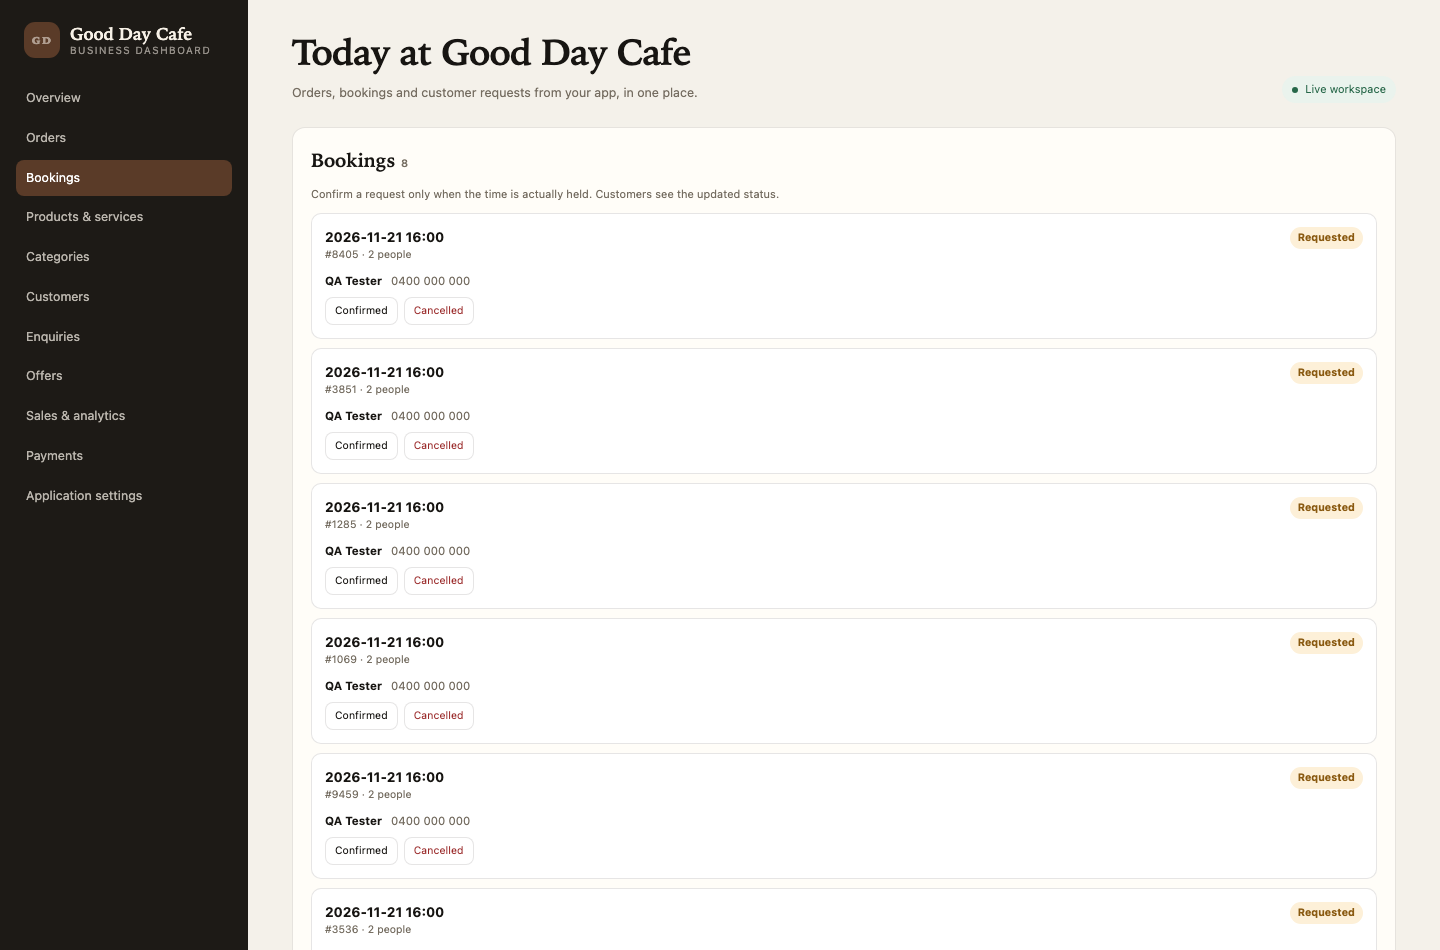 GD
Good Day Cafe
BUSINESS DASHBOARD
Overview
Orders
Bookings
Products & services
Categories
Customers
Enquiries
Offers
Sales & analytics
Payments
Application settings
Today at Good Day Cafe
Orders, bookings and customer requests from your app, in one place.
Live workspace
Bookings 8
Confirm a request only when the time is actually held. Customers see the updated status.
2026-11-21 16:00 Requested
#8405 · 2 people
QA Tester 0400 000 000
Confirmed Cancelled
2026-11-21 16:00 Requested
#3851 · 2 people
QA Tester 0400 000 000
Confirmed Cancelled
2026-11-21 16:00 Requested
#1285 · 2 people
QA Tester 0400 000 000
Confirmed Cancelled
2026-11-21 16:00 Requested
#1069 · 2 people
QA Tester 0400 000 000
Confirmed Cancelled
2026-11-21 16:00 Requested
#9459 · 2 people
QA Tester 0400 000 000
Confirmed Cancelled
2026-11-21 16:00 Requested
#3536 · 2 people